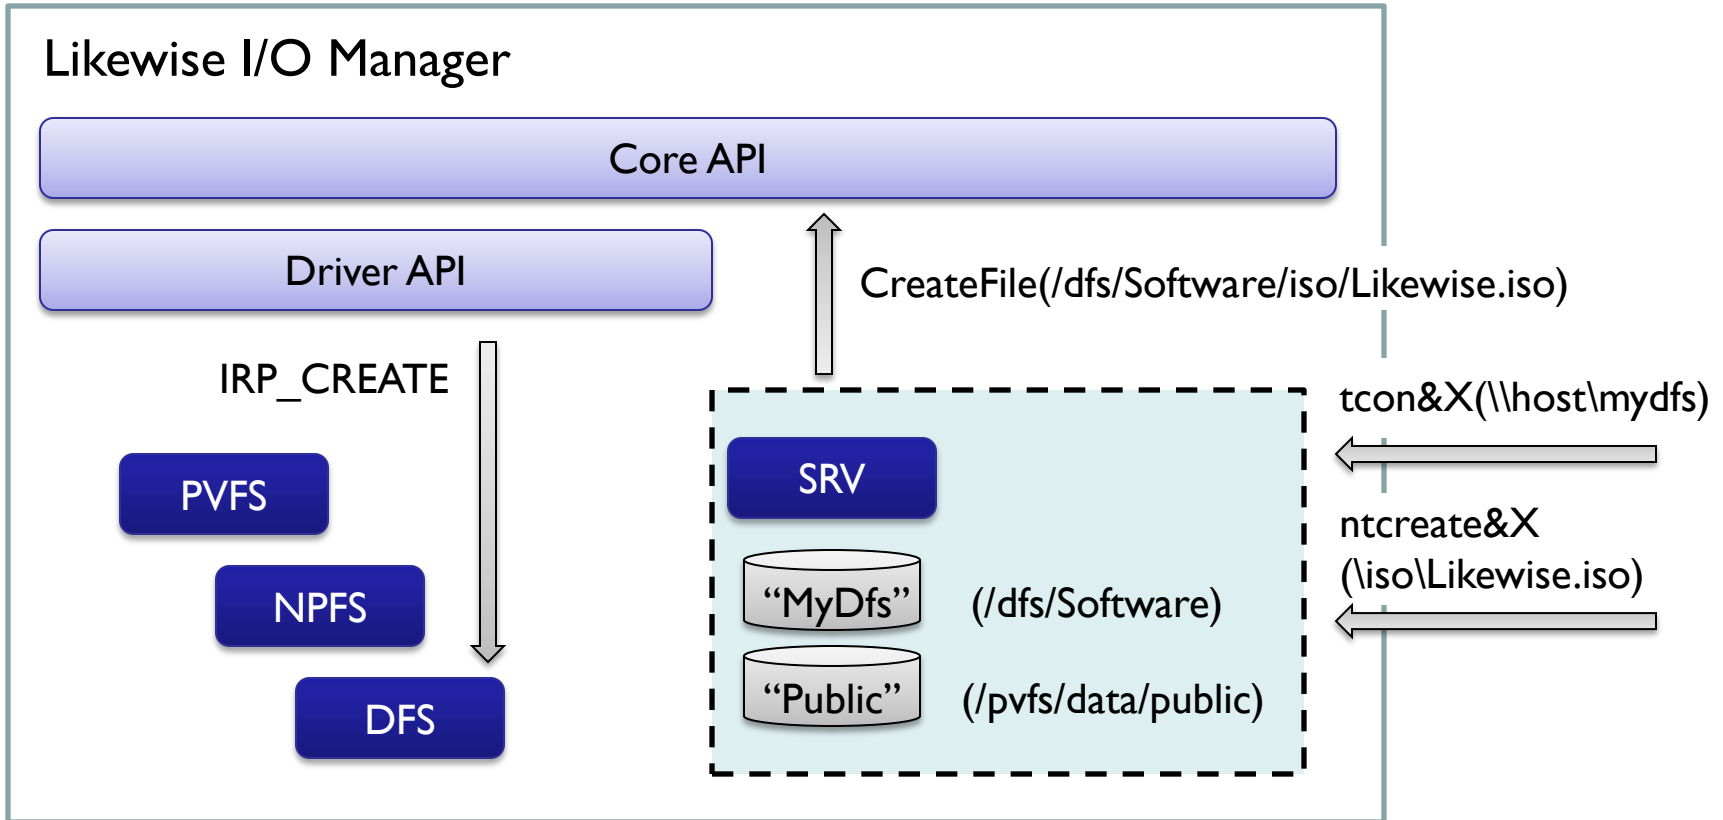 Likewise I/O Manager
Core API
Driver API
CreateFile(/dfs/Software/iso/Likewise.iso)
IRP_CREATE
tcon&X(\\host\mydfs)
SRV
PVFS
ntcreate&X
(\iso\Likewise.iso)
“MyDfs” (/dfs/Software)
NPFS
“Public” (/pvfs/data/public)
DFS